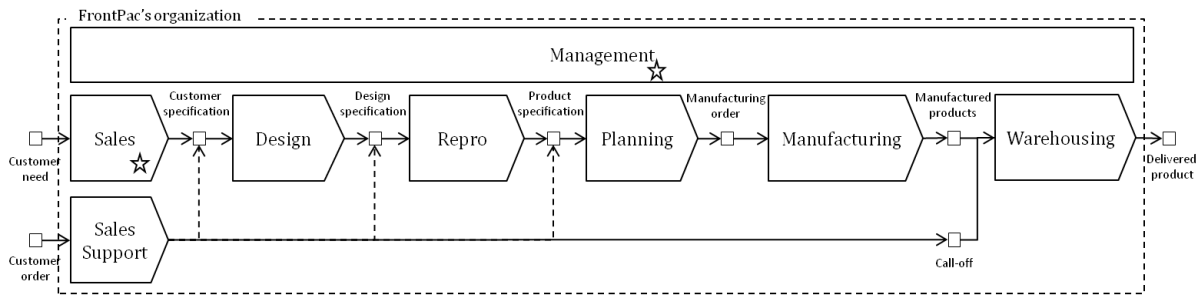 FrontPac's organization
Management
Customer
specification
Design
specification
Product
specification
Manufacturing
order
Manufactured
products
Sales
Design
Repro
Planning
Manufacturing
Warehousing
Customer
need
Delivered
product
Sales
Support
Customer
order
Call-off